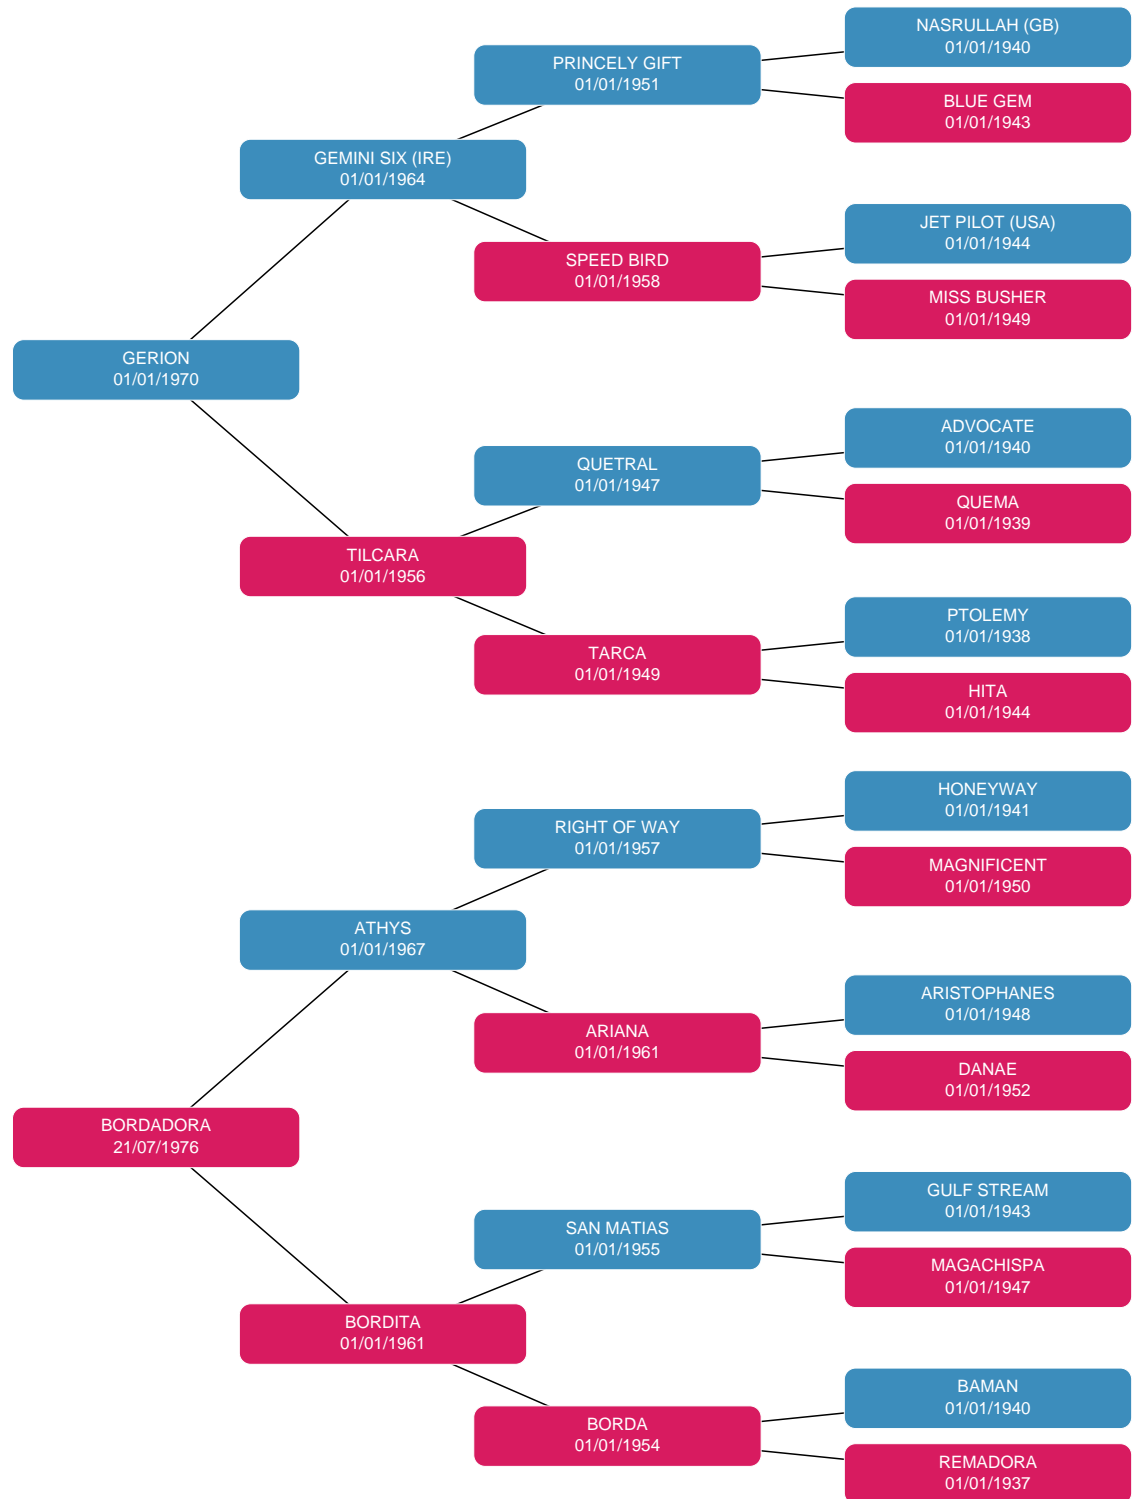 NASRULLAH (GB)
01/01/1940
PRINCELY GIFT
01/01/1951
BLUE GEM
01/01/1943
GEMINI SIX (IRE)
01/01/1964
JET PILOT (USA)
01/01/1944
SPEED BIRD
01/01/1958
MISS BUSHER
01/01/1949
GERION
01/01/1970
ADVOCATE
01/01/1940
QUETRAL
01/01/1947
QUEMA
01/01/1939
TILCARA
01/01/1956
PTOLEMY
01/01/1938
TARCA
01/01/1949
HITA
01/01/1944
HONEYWAY
01/01/1941
RIGHT OF WAY
01/01/1957
MAGNIFICENT
01/01/1950
ATHYS
01/01/1967
ARISTOPHANES
01/01/1948
ARIANA
01/01/1961
DANAE
01/01/1952
BORDADORA
21/07/1976
GULF STREAM
01/01/1943
SAN MATIAS
01/01/1955
MAGACHISPA
01/01/1947
BORDITA
01/01/1961
BAMAN
01/01/1940
BORDA
01/01/1954
REMADORA
01/01/1937